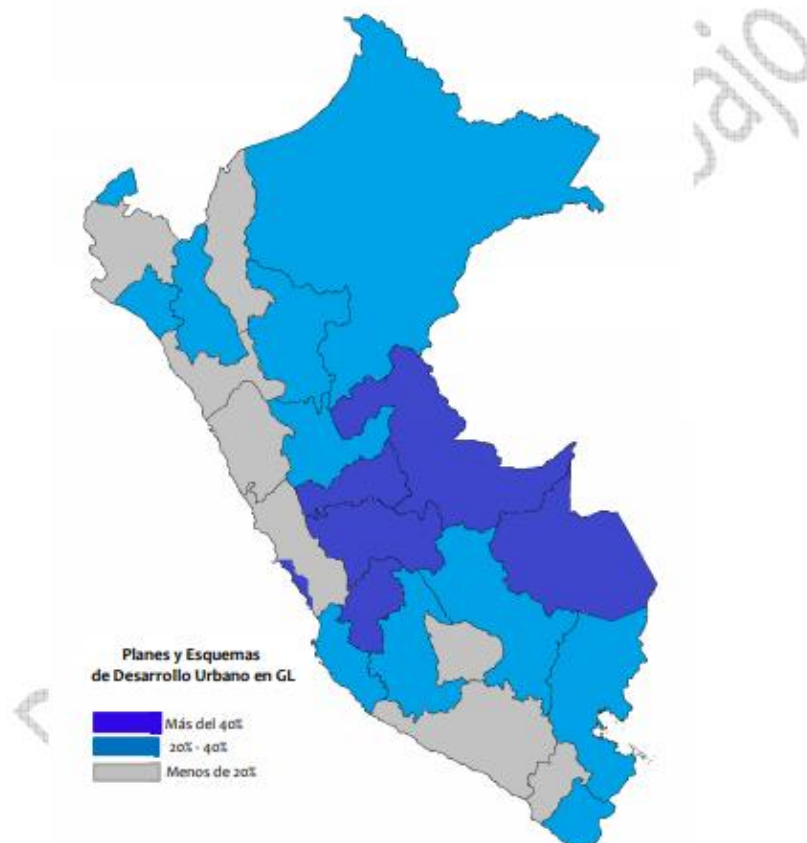 Planes y Esquemas
de Desarrollo Urbano en GL
Más del 40%
20% - 40%
Menos de 20%